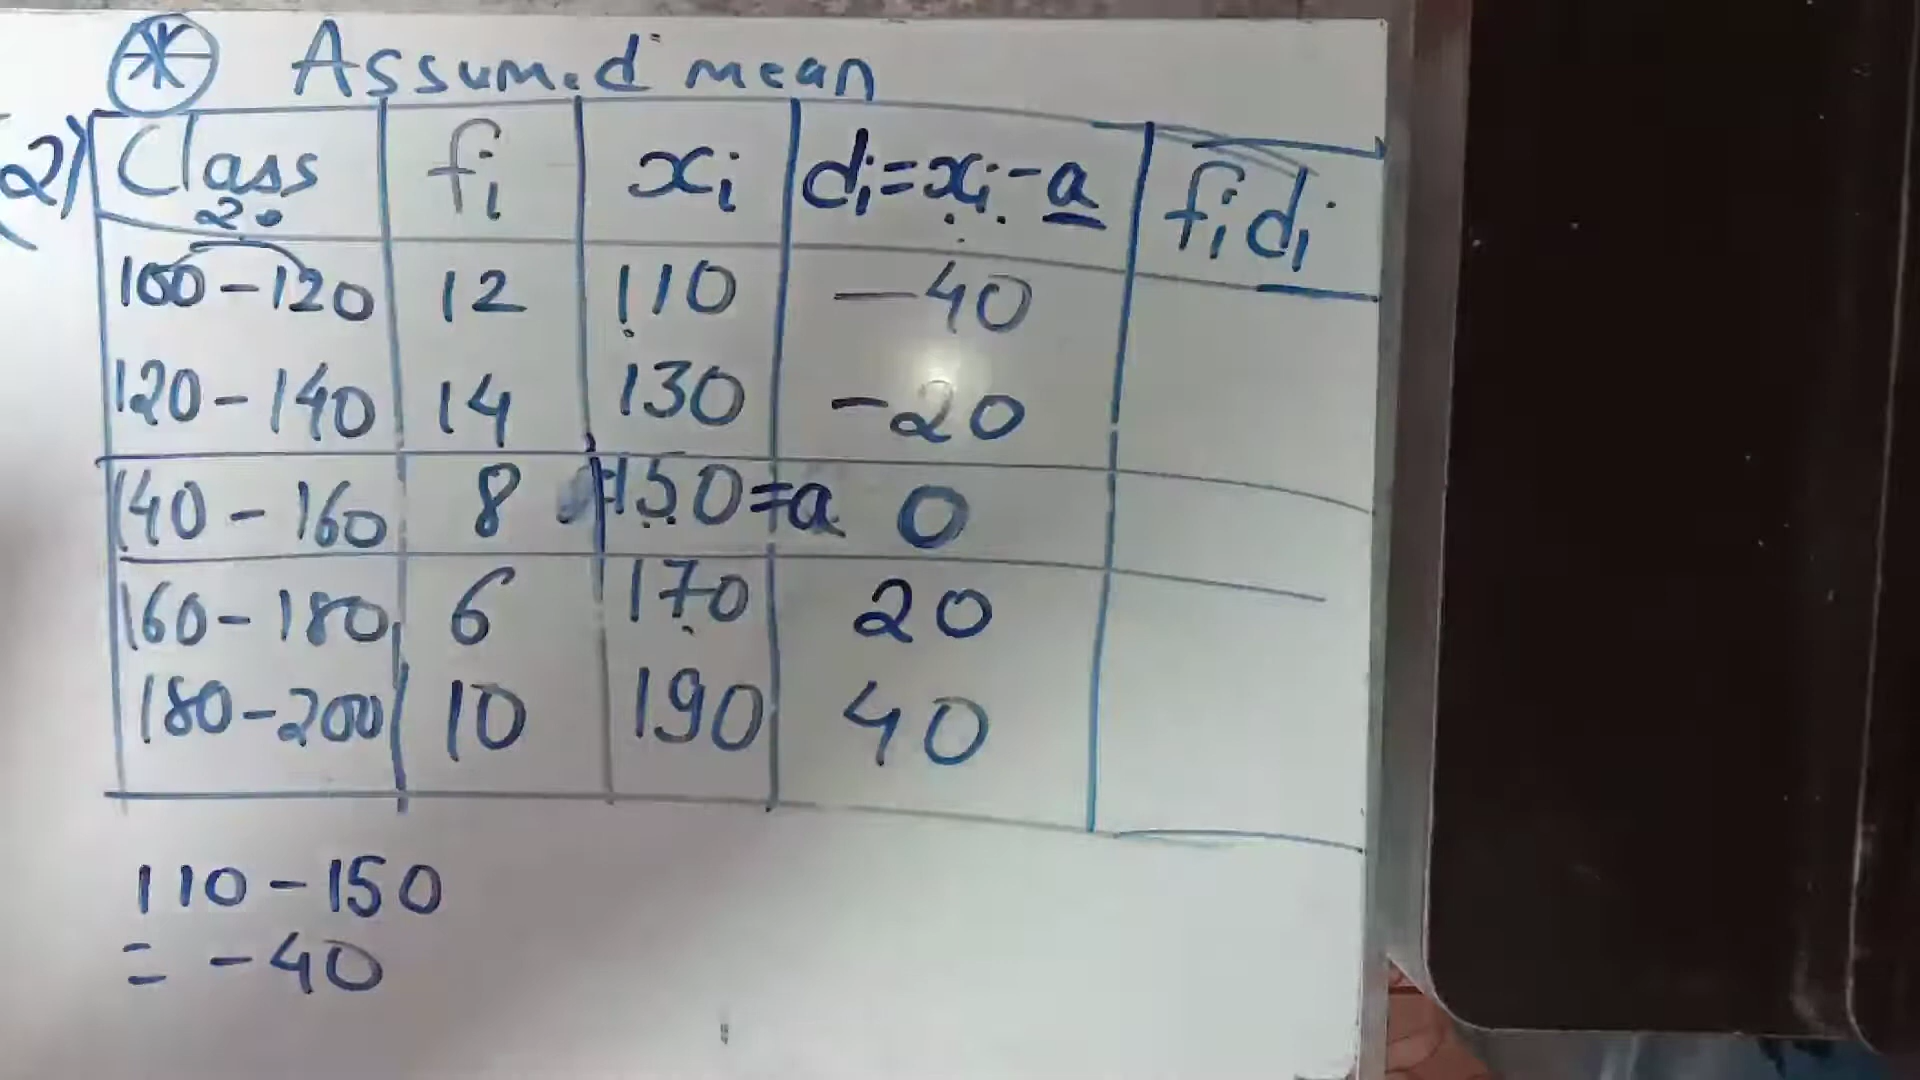 * Assumed mean
2) Class fi xi di=xi-a fidi
20
100-120 12 110 -40
120-140 14 130 -20
140-160 8 150=a 0
160-180 6 170 20
180-200 10 190 40
110-150
= -40